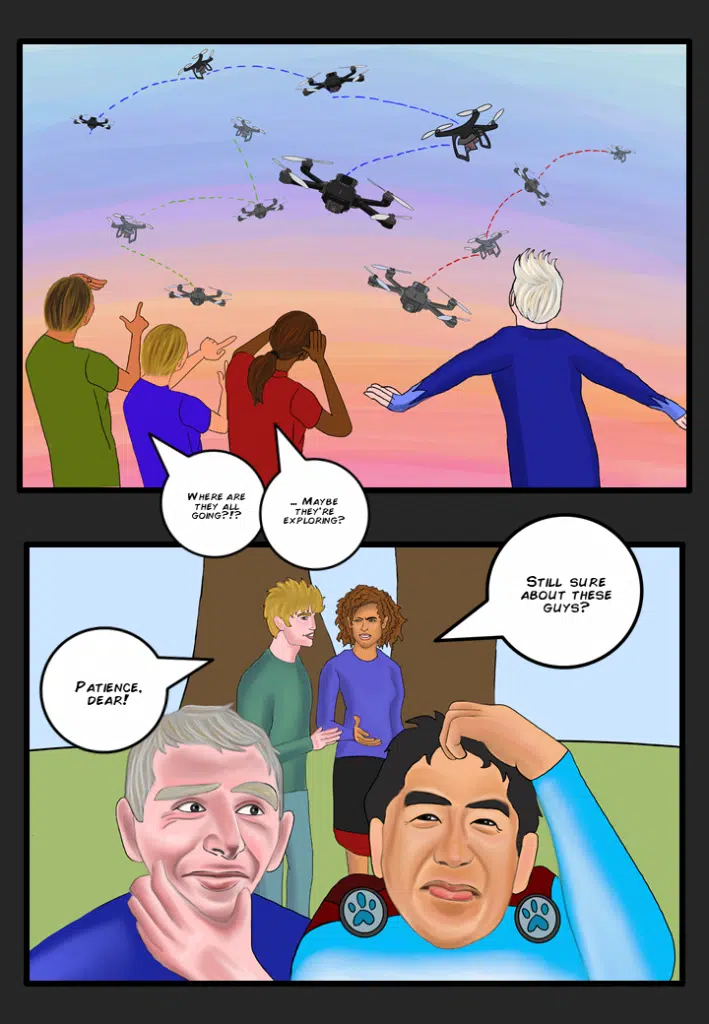 Where are
they all
going?!?
... Maybe
they're
exploring?
Still sure
about these
guys?
Patience,
dear!